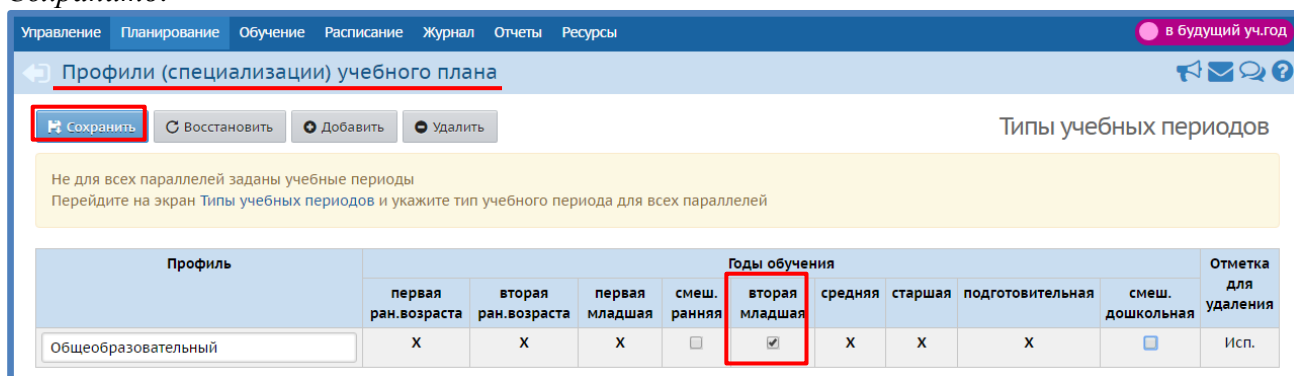 Управление Планирование Обучение Расписание Журнал Отчеты Ресурсы в будущий уч.год
Профили (специализации) учебного плана
Сохранить Восстановить Добавить Удалить Типы учебных периодов
Не для всех параллелей заданы учебные периоды
Перейдите на экран Типы учебных периодов и укажите тип учебного периода для всех параллелей
Профиль Годы обучения Отметка для удаления
первая ран.возраста вторая ран.возраста первая младшая смеш. ранняя вторая младшая средняя старшая подготовительная смеш. дошкольная
Общеобразовательный X X X X X X Исп.